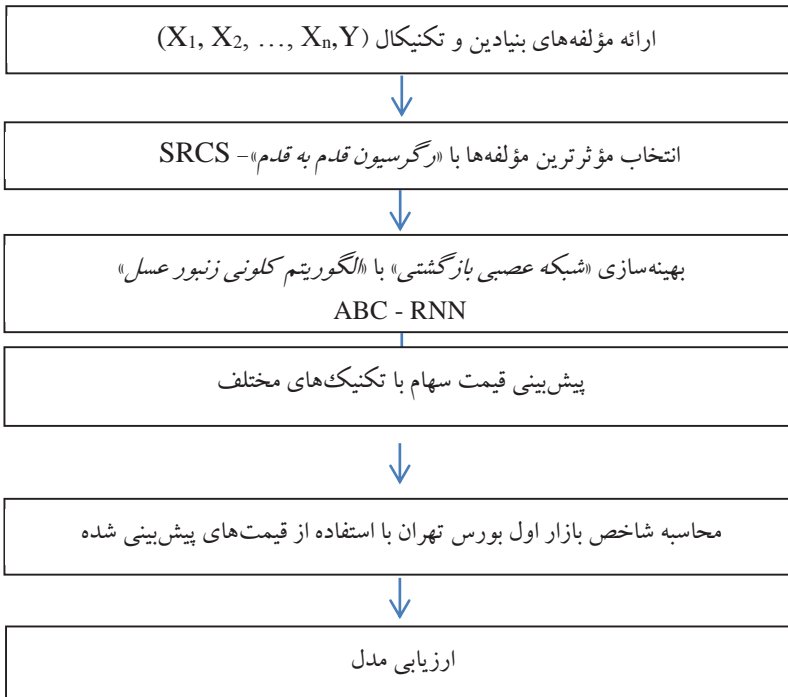 ارائه مؤلفه‌های بنیادین و تکنیکال (X1, X2, …, Xn,Y)
انتخاب مؤثرترین مؤلفه‌ها با «رگرسیون قدم به قدم»– SRCS
بهینه‌سازی «شبکه عصبی بازگشتی» با «الگوریتم کلونی زنبور عسل»
ABC - RNN
پیش‌بینی قیمت سهام با تکنیک‌های مختلف
محاسبه شاخص بازار اول بورس تهران با استفاده از قیمت‌های پیش‌بینی شده
ارزیابی مدل